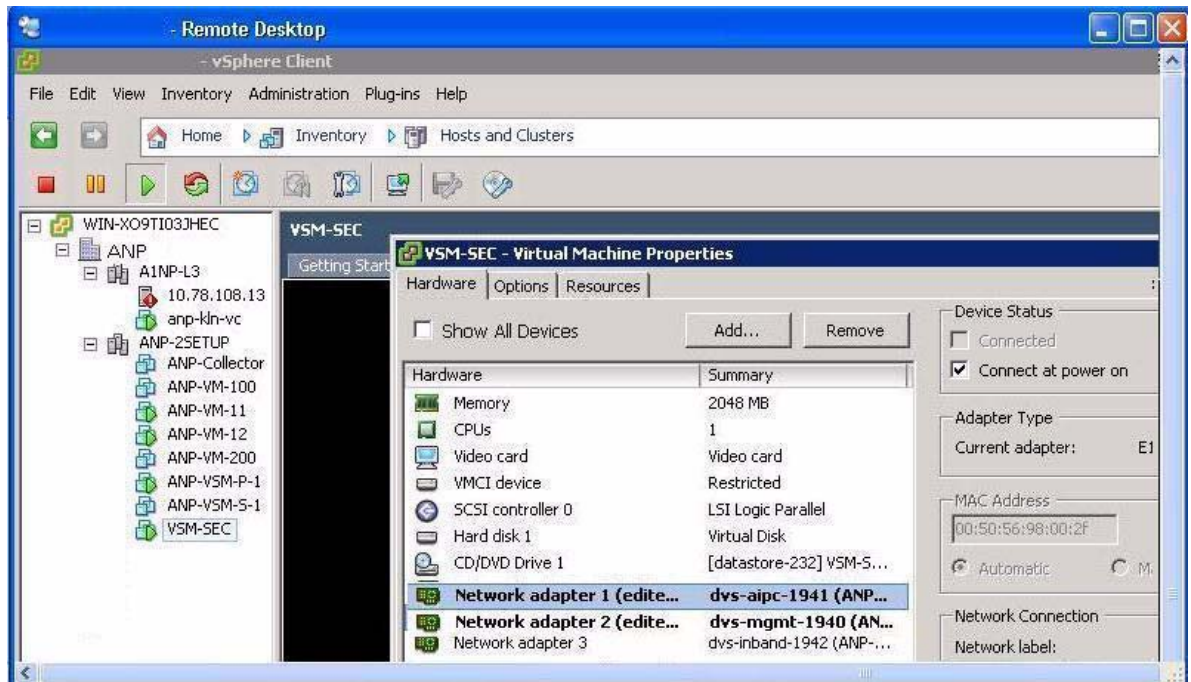 - Remote Desktop
- vSphere Client
File Edit View Inventory Administration Plug-ins Help
Home Inventory Hosts and Clusters
WIN-XO9TI03JHEC
ANP
A1NP-L3
10.78.108.13
anp-kln-vc
ANP-2SETUP
ANP-Collector
ANP-VM-100
ANP-VM-11
ANP-VM-12
ANP-VM-200
ANP-VSM-P-1
ANP-VSM-S-1
VSM-SEC
VSM-SEC
Getting Start
VSM-SEC - Virtual Machine Properties
Hardware Options Resources
Show All Devices Add... Remove
Hardware Summary
Memory 2048 MB
CPUs 1
Video card Video card
VMCI device Restricted
SCSI controller 0 LSI Logic Parallel
Hard disk 1 Virtual Disk
CD/DVD Drive 1 [datastore-232] VSM-S...
Network adapter 1 (edite... dvs-aipc-1941 (ANP...
Network adapter 2 (edite... dvs-mgmt-1940 (AN...
Network adapter 3 dvs-inband-1942 (ANP-...
Device Status
Connected
Connect at power on
Adapter Type
Current adapter: E1
MAC Address
00:50:56:98:00:2f
Automatic M
Network Connection
Network label: